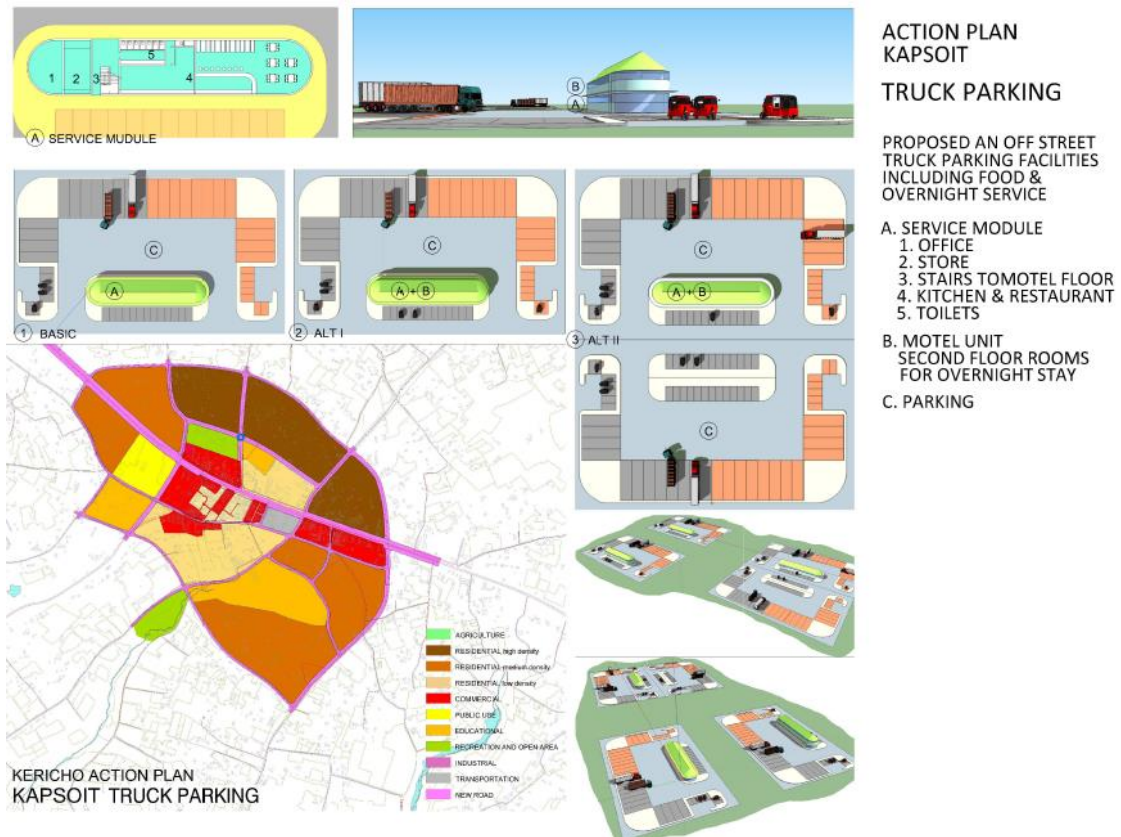 1
2
3
5
4
A SERVICE MUDULE
B
A
C
A
1 BASIC
C
A + B
2 ALT I
C
A + B
3 ALT II
C
AGRICULTURE
RESIDENTIAL high density
RESIDENTIAL medium density
RESIDENTIAL low density
COMMERCIAL
PUBLIC USE
EDUCATIONAL
RECREATION AND OPEN AREA
INDUSTRIAL
TRANSPORTATION
NEW ROAD
KERICHO ACTION PLAN
KAPSOIT TRUCK PARKING
ACTION PLAN
KAPSOIT
TRUCK PARKING
PROPOSED AN OFF STREET
TRUCK PARKING FACILITIES
INCLUDING FOOD &
OVERNIGHT SERVICE
A. SERVICE MODULE
1. OFFICE
2. STORE
3. STAIRS TOMOTEL FLOOR
4. KITCHEN & RESTAURANT
5. TOILETS
B. MOTEL UNIT
SECOND FLOOR ROOMS
FOR OVERNIGHT STAY
C. PARKING